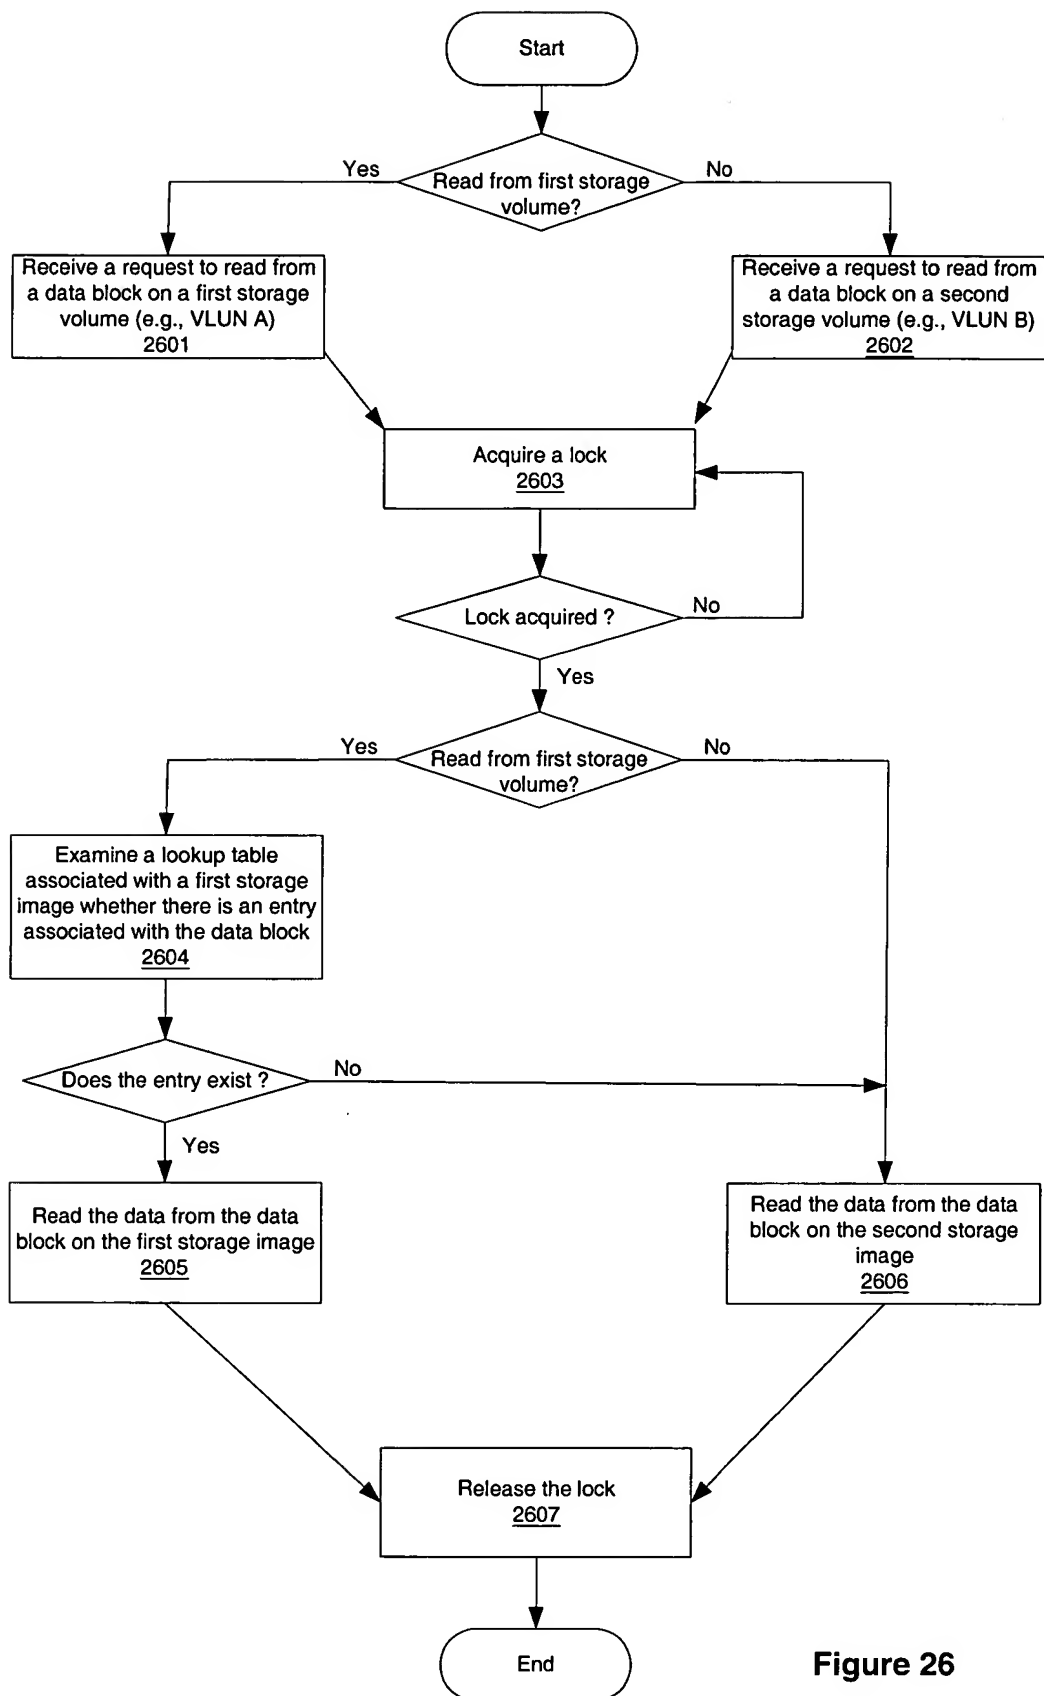 Start
Read from first storage
volume?
Yes
No
Receive a request to read from
a data block on a first storage
volume (e.g., VLUN A)
2601
Receive a request to read from
a data block on a second
storage volume (e.g., VLUN B)
2602
Acquire a lock
2603
Lock acquired ?
No
Yes
Read from first storage
volume?
Yes
No
Examine a lookup table
associated with a first storage
image whether there is an entry
associated with the data block
2604
Does the entry exist ?
No
Yes
Read the data from the data
block on the first storage image
2605
Read the data from the data
block on the second storage
image
2606
Release the lock
2607
End
Figure 26